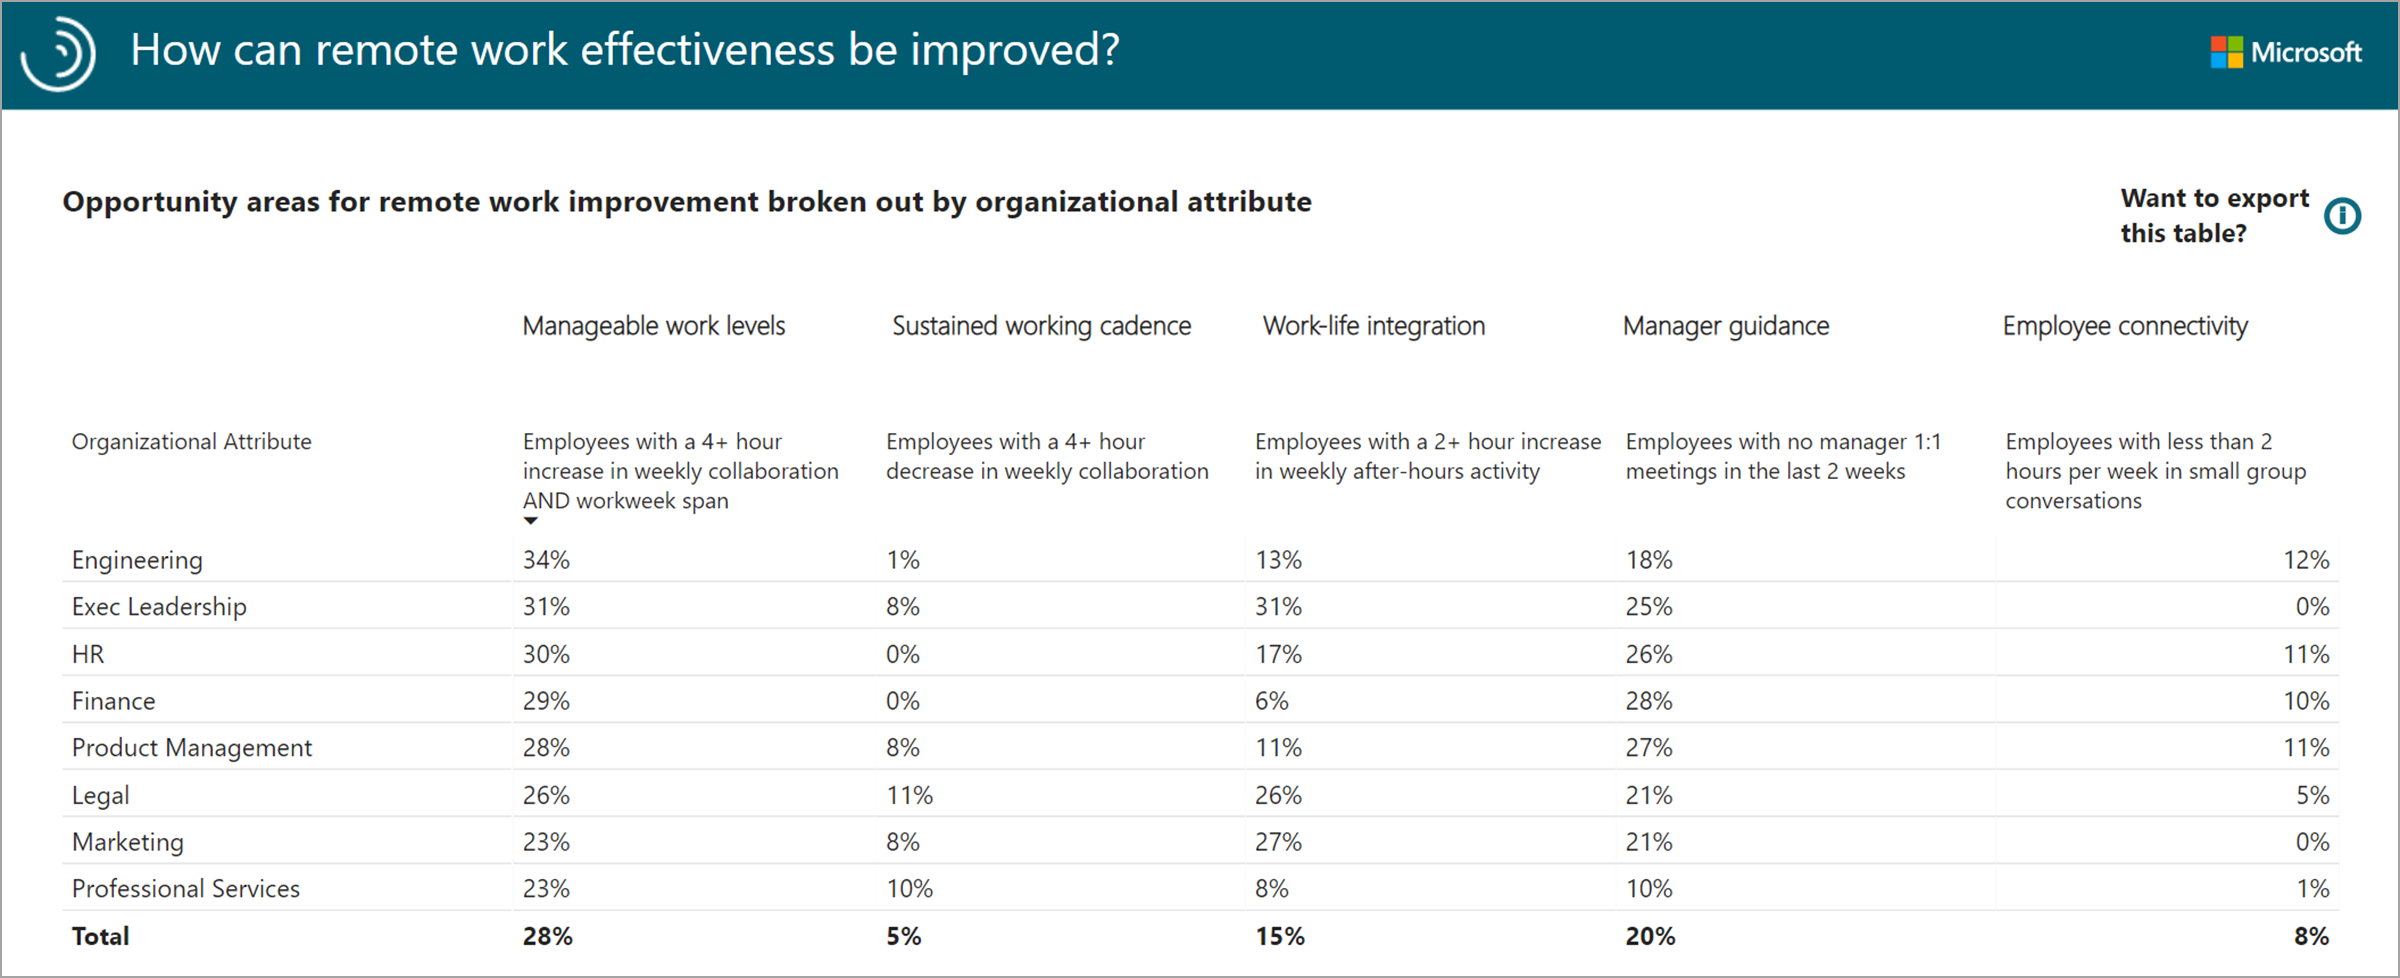 How can remote work effectiveness be improved?
Microsoft
Opportunity areas for remote work improvement broken out by organizational attribute
Want to export
this table?
Manageable work levels Sustained working cadence Work-life integration Manager guidance Employee connectivity
Organizational Attribute Employees with a 4+ hour Employees with a 4+ hour Employees with a 2+ hour increase Employees with no manager 1:1 Employees with less than 2
increase in weekly collaboration decrease in weekly collaboration in weekly after-hours activity meetings in the last 2 weeks hours per week in small group
AND workweek span conversations
Engineering 34% 1% 13% 18% 12%
Exec Leadership 31% 8% 31% 25% 0%
HR 30% 0% 17% 26% 11%
Finance 29% 0% 6% 28% 10%
Product Management 28% 8% 11% 27% 11%
Legal 26% 11% 26% 21% 5%
Marketing 23% 8% 27% 21% 0%
Professional Services 23% 10% 8% 10% 1%
Total 28% 5% 15% 20% 8%